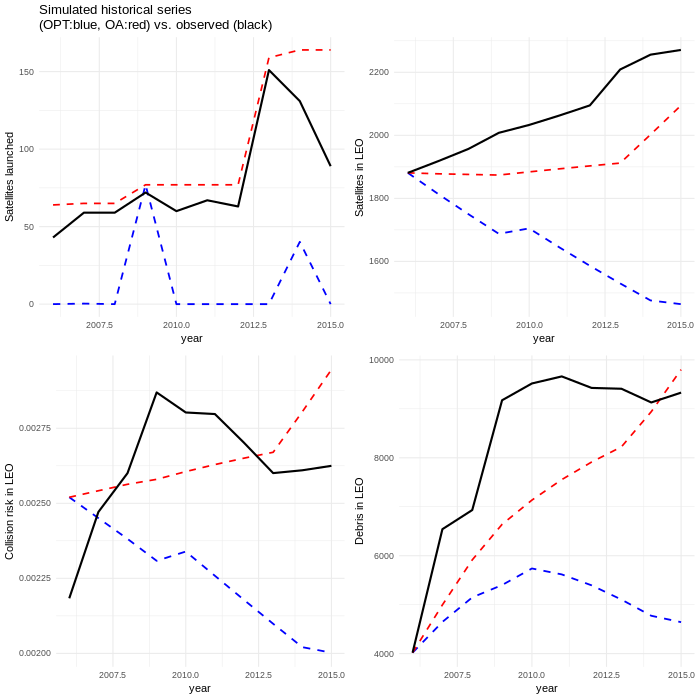 Simulated historical series
(OPT:blue, OA:red) vs. observed (black)
Satellites launched
150
100
50
0
2007.5 2010.0 2012.5 2015.0
year
Satellites in LEO
2200
2000
1800
1600
2007.5 2010.0 2012.5 2015.0
year
Collision risk in LEO
0.00275
0.00250
0.00225
0.00200
2007.5 2010.0 2012.5 2015.0
year
Debris in LEO
10000
8000
6000
4000
2007.5 2010.0 2012.5 2015.0
year